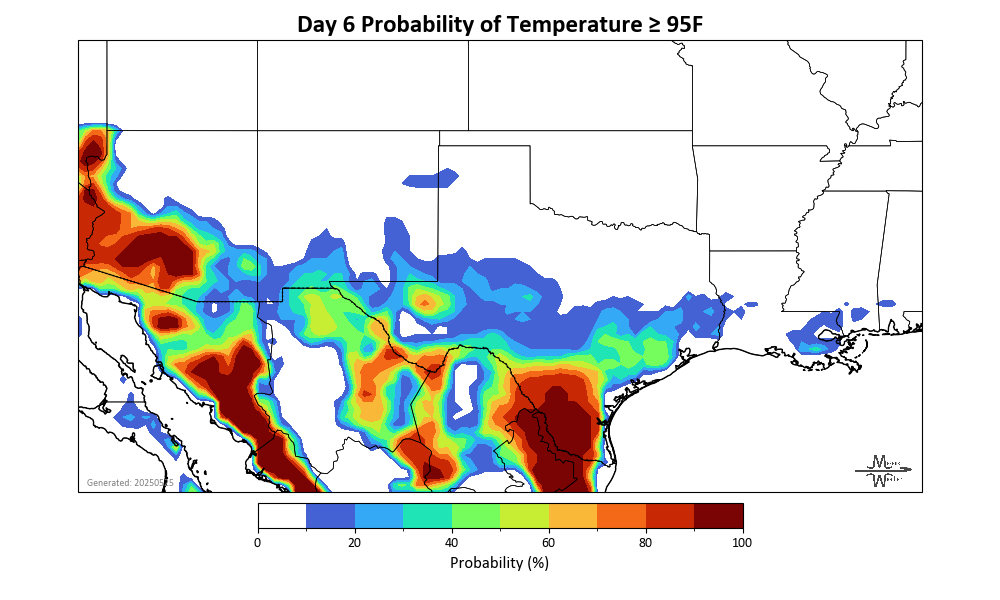 Day 6 Probability of Temperature ≥ 95F
Generated: 20250525
0 20 40 60 80 100
Probability (%)